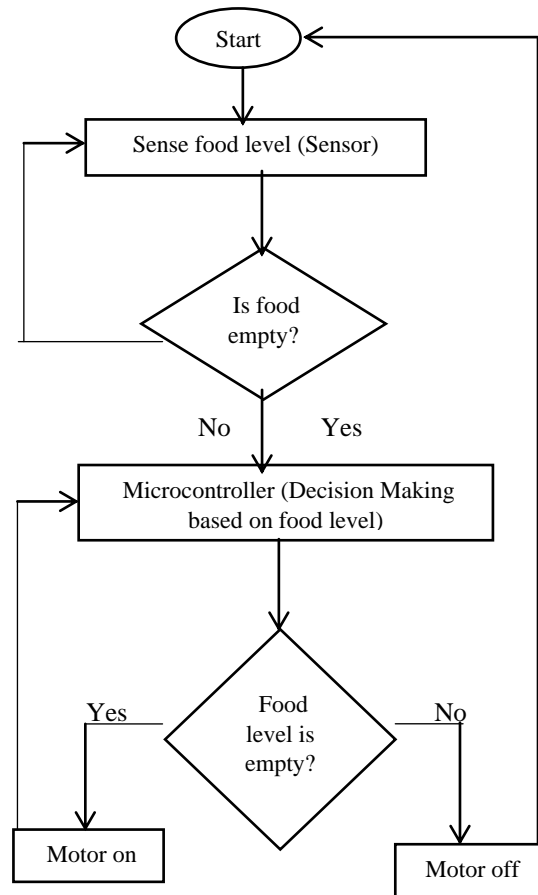 Start
Sense food level (Sensor)
Is food
empty?
No Yes
Microcontroller (Decision Making
based on food level)
Yes
Food
level is
empty?
No
Motor on
Motor off